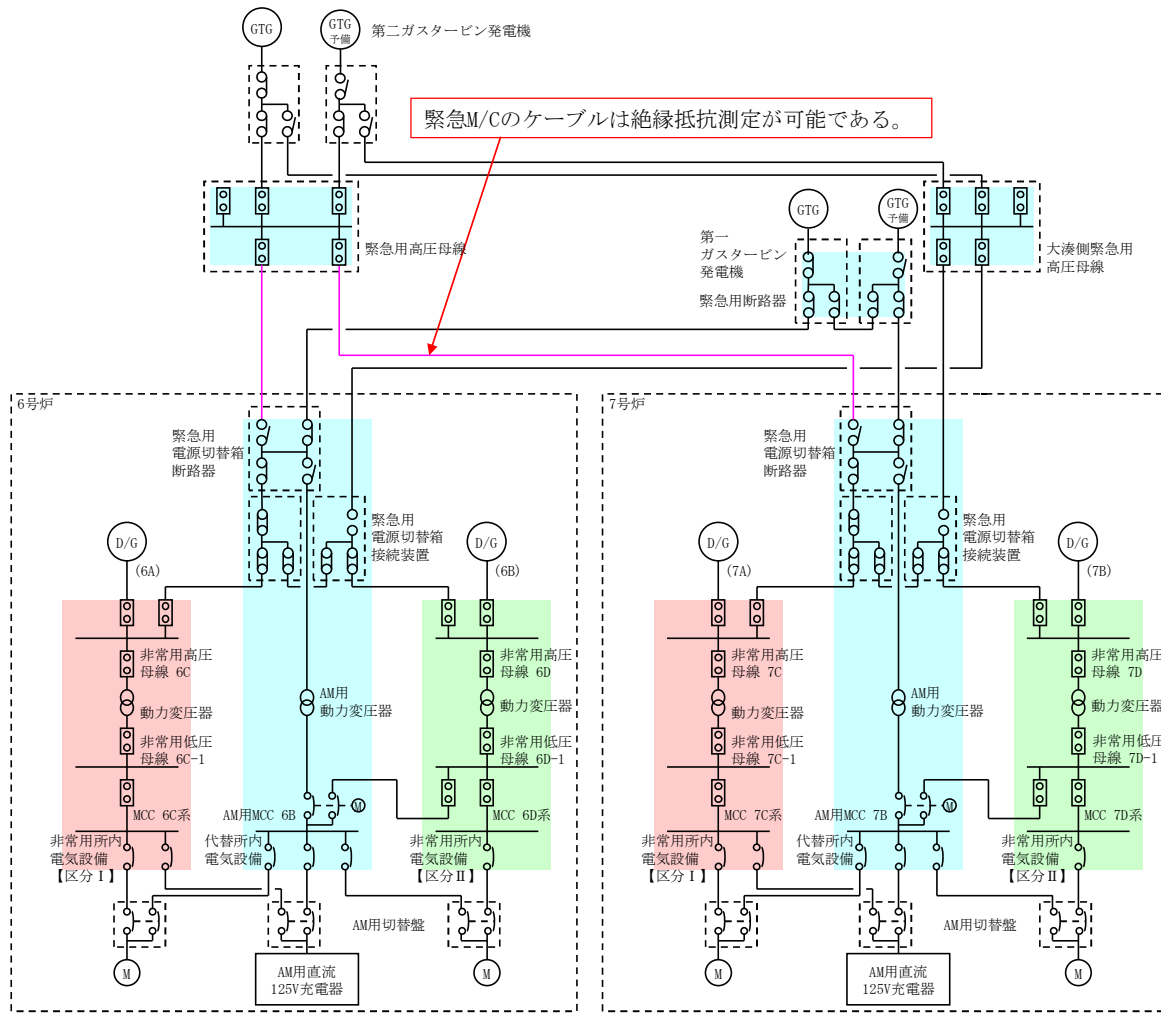 GTG
GTG
予備
第二ガスタービン発電機
緊急M/Cのケーブルは絶縁抵抗測定が可能である。
GTG
GTG
予備
緊急用高圧母線
第一
ガスタービン
発電機
緊急用断路器
大湊側緊急用
高圧母線
6号炉
緊急用
電源切替箱
断路器
緊急用
電源切替箱
接続装置
D/G
(6A)
D/G
(6B)
非常用高圧
母線 6C
動力変圧器
非常用低圧
母線 6C-1
MCC 6C系
AM用
動力変圧器
非常用高圧
母線 6D
動力変圧器
非常用低圧
母線 6D-1
MCC 6D系
AM用MCC 6B
M
非常用所内
電気設備
【区分Ⅰ】
代替所内
電気設備
非常用所内
電気設備
【区分Ⅱ】
AM用切替盤
M
AM用直流
125V充電器
M
7号炉
緊急用
電源切替箱
断路器
緊急用
電源切替箱
接続装置
D/G
(7A)
D/G
(7B)
非常用高圧
母線 7C
動力変圧器
非常用低圧
母線 7C-1
MCC 7C系
AM用
動力変圧器
非常用高圧
母線 7D
動力変圧器
非常用低圧
母線 7D-1
MCC 7D系
AM用MCC 7B
M
非常用所内
電気設備
【区分Ⅰ】
代替所内
電気設備
非常用所内
電気設備
【区分Ⅱ】
AM用切替盤
M
AM用直流
125V充電器
M